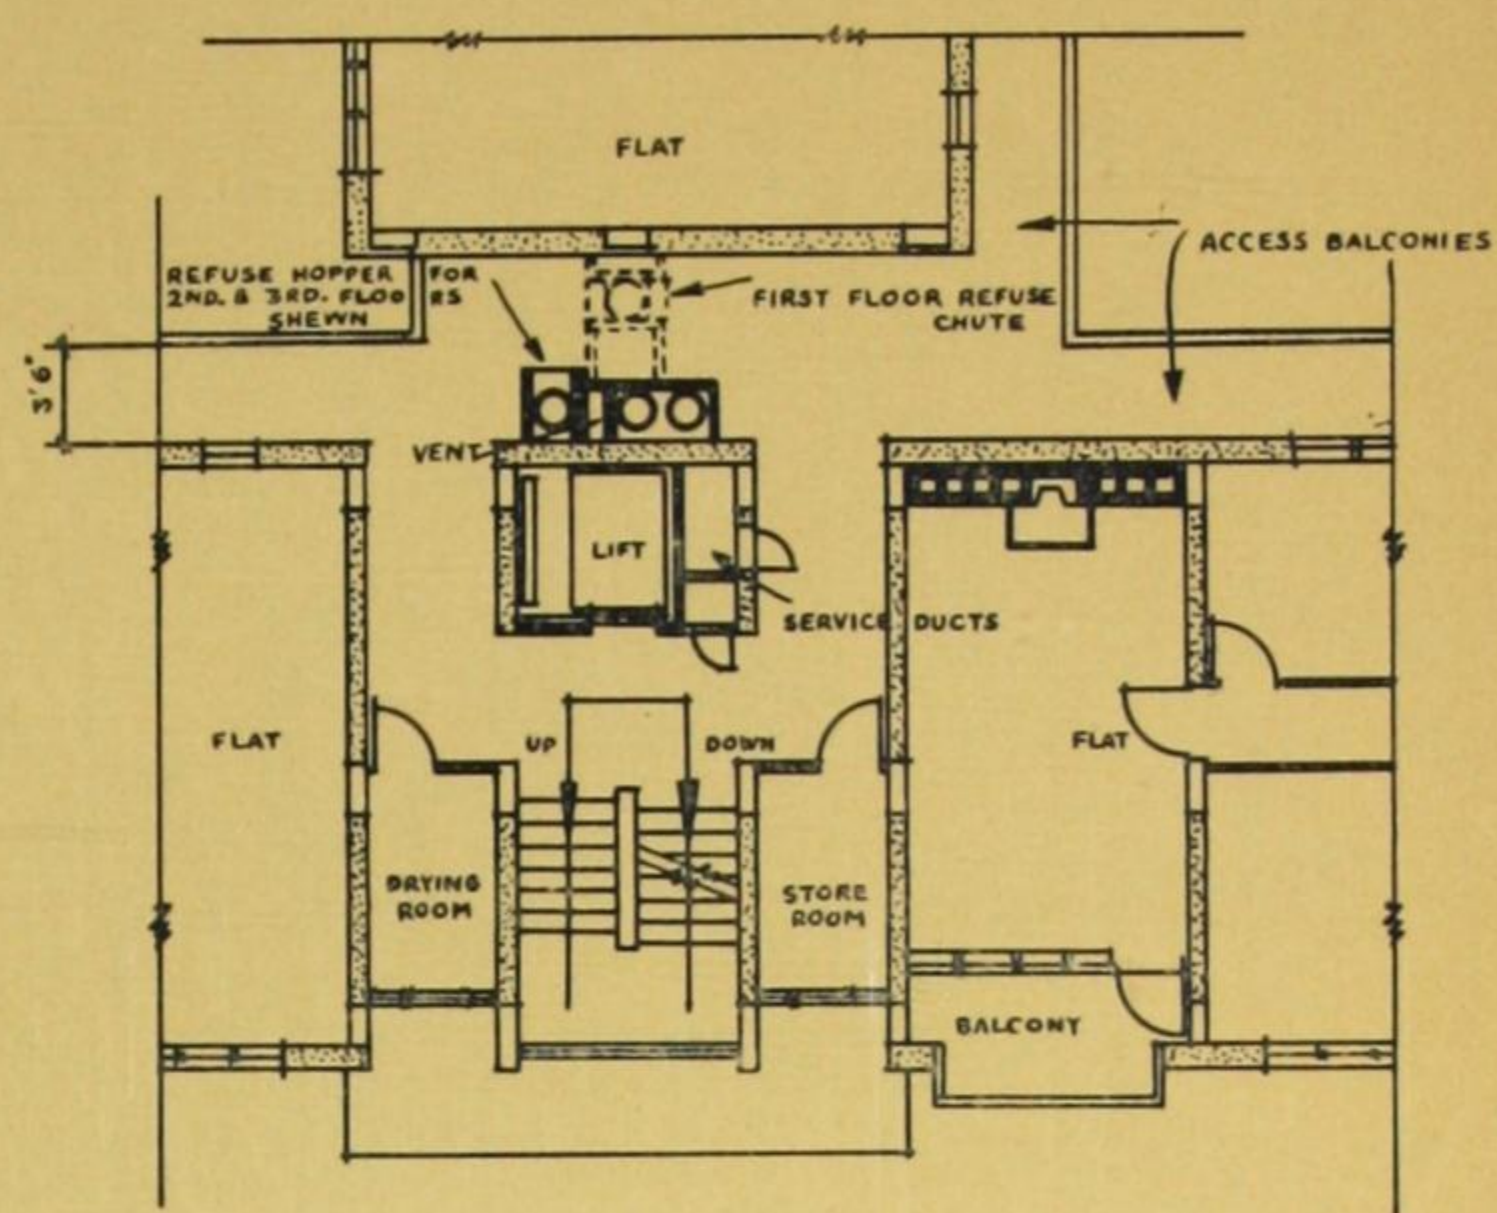 FLAT
ACCESS BALCONIES
REFUSE HOPPER FOR
2ND. & 3RD. FLOORS
SHEWN
FIRST FLOOR REFUSE
CHUTE
3'6"
VENT
LIFT
SERVICE DUCTS
FLAT
UP
DOWN
FLAT
DRYING
ROOM
STORE
ROOM
BALCONY